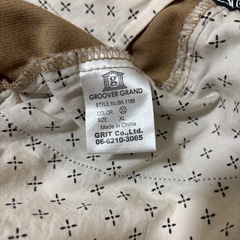 GROOVER GRAND
STYLE No:BK-1188
COLOR:
SIZE: XL
Made in China
GRIT Co.,Ltd.
06-6210-3065